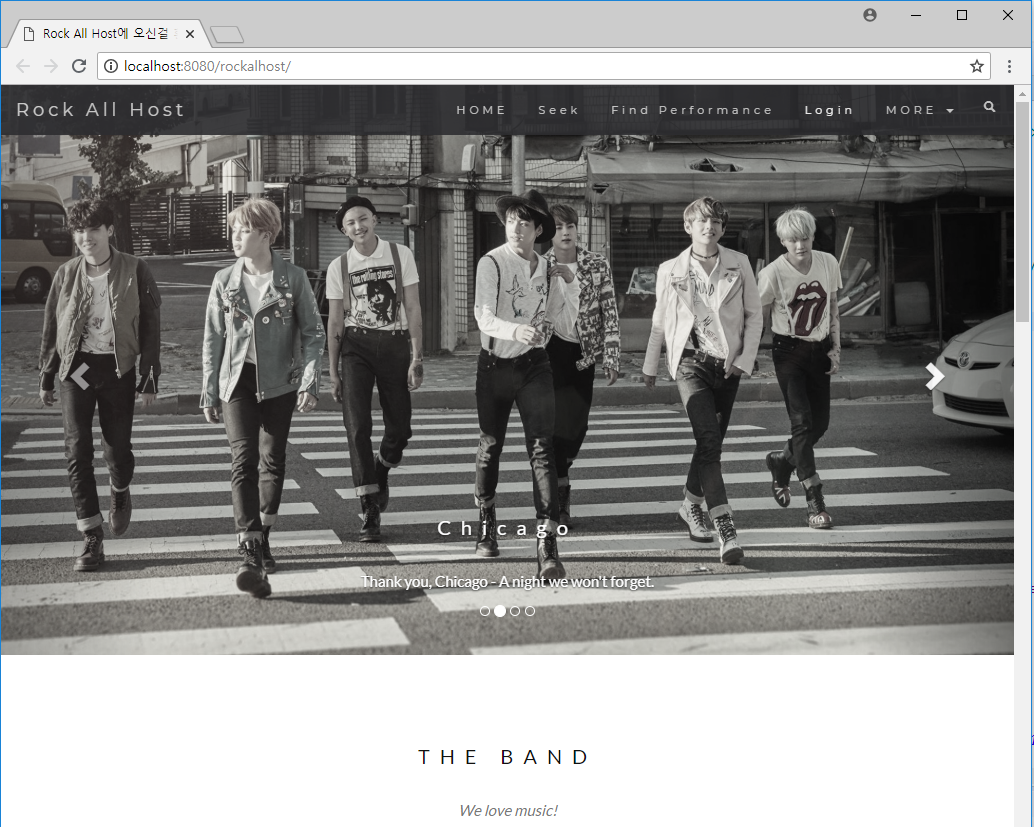 Rock All Host에 오신걸
localhost:8080/rockalhost/
Rock All Host
HOME Seek Find Performance Login MORE
the rolling stones
Chicago
Thank you, Chicago - A night we won't forget.
THE BAND
We love music!